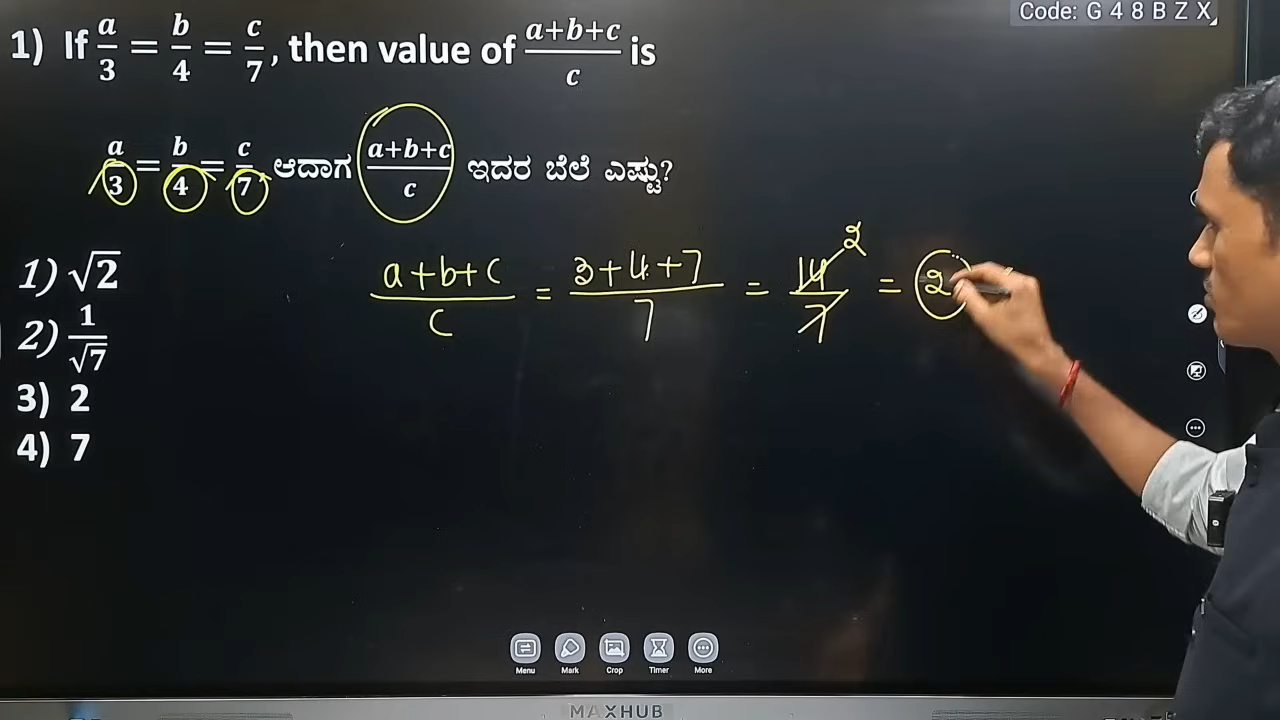 Code: G 4 8 B Z X
1) If a/3 = b/4 = c/7, then value of a+b+c/c is
a/3 = b/4 = c/7 ಆದಾಗ a+b+c/c ಇದರ ಬೆಲೆ ಎಷ್ಟು?
a+b+c/c = 3+4+7/7 = 14/7 2 = 2
1) √2
2) 1/√7
3) 2
4) 7
Menu Mark Crop Timer More
MAXHUB